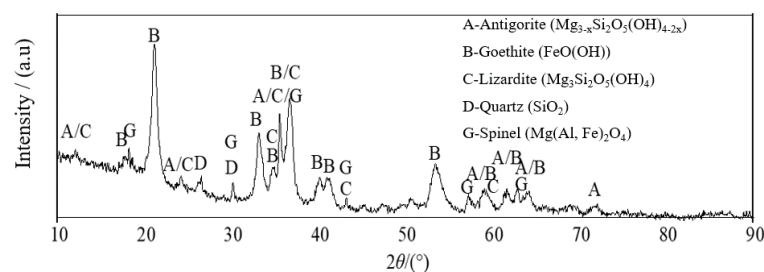 A-Antigorite (Mg3-xSi2O5(OH)4-2x)
B-Goethite (FeO(OH))
C-Lizardite (Mg3Si2O5(OH)4)
D-Quartz (SiO2)
G-Spinel (Mg(Al, Fe)2O4)
Intensity / (a.u)
B
B/C
A/C/G
A/C
B
G
A/C
D
G
D
B
C
B
B
B
G
C
B
G
A/B
C
A/B
G
A/B
A
10 20 30 40 50 60 70 80 90
2θ/(°)